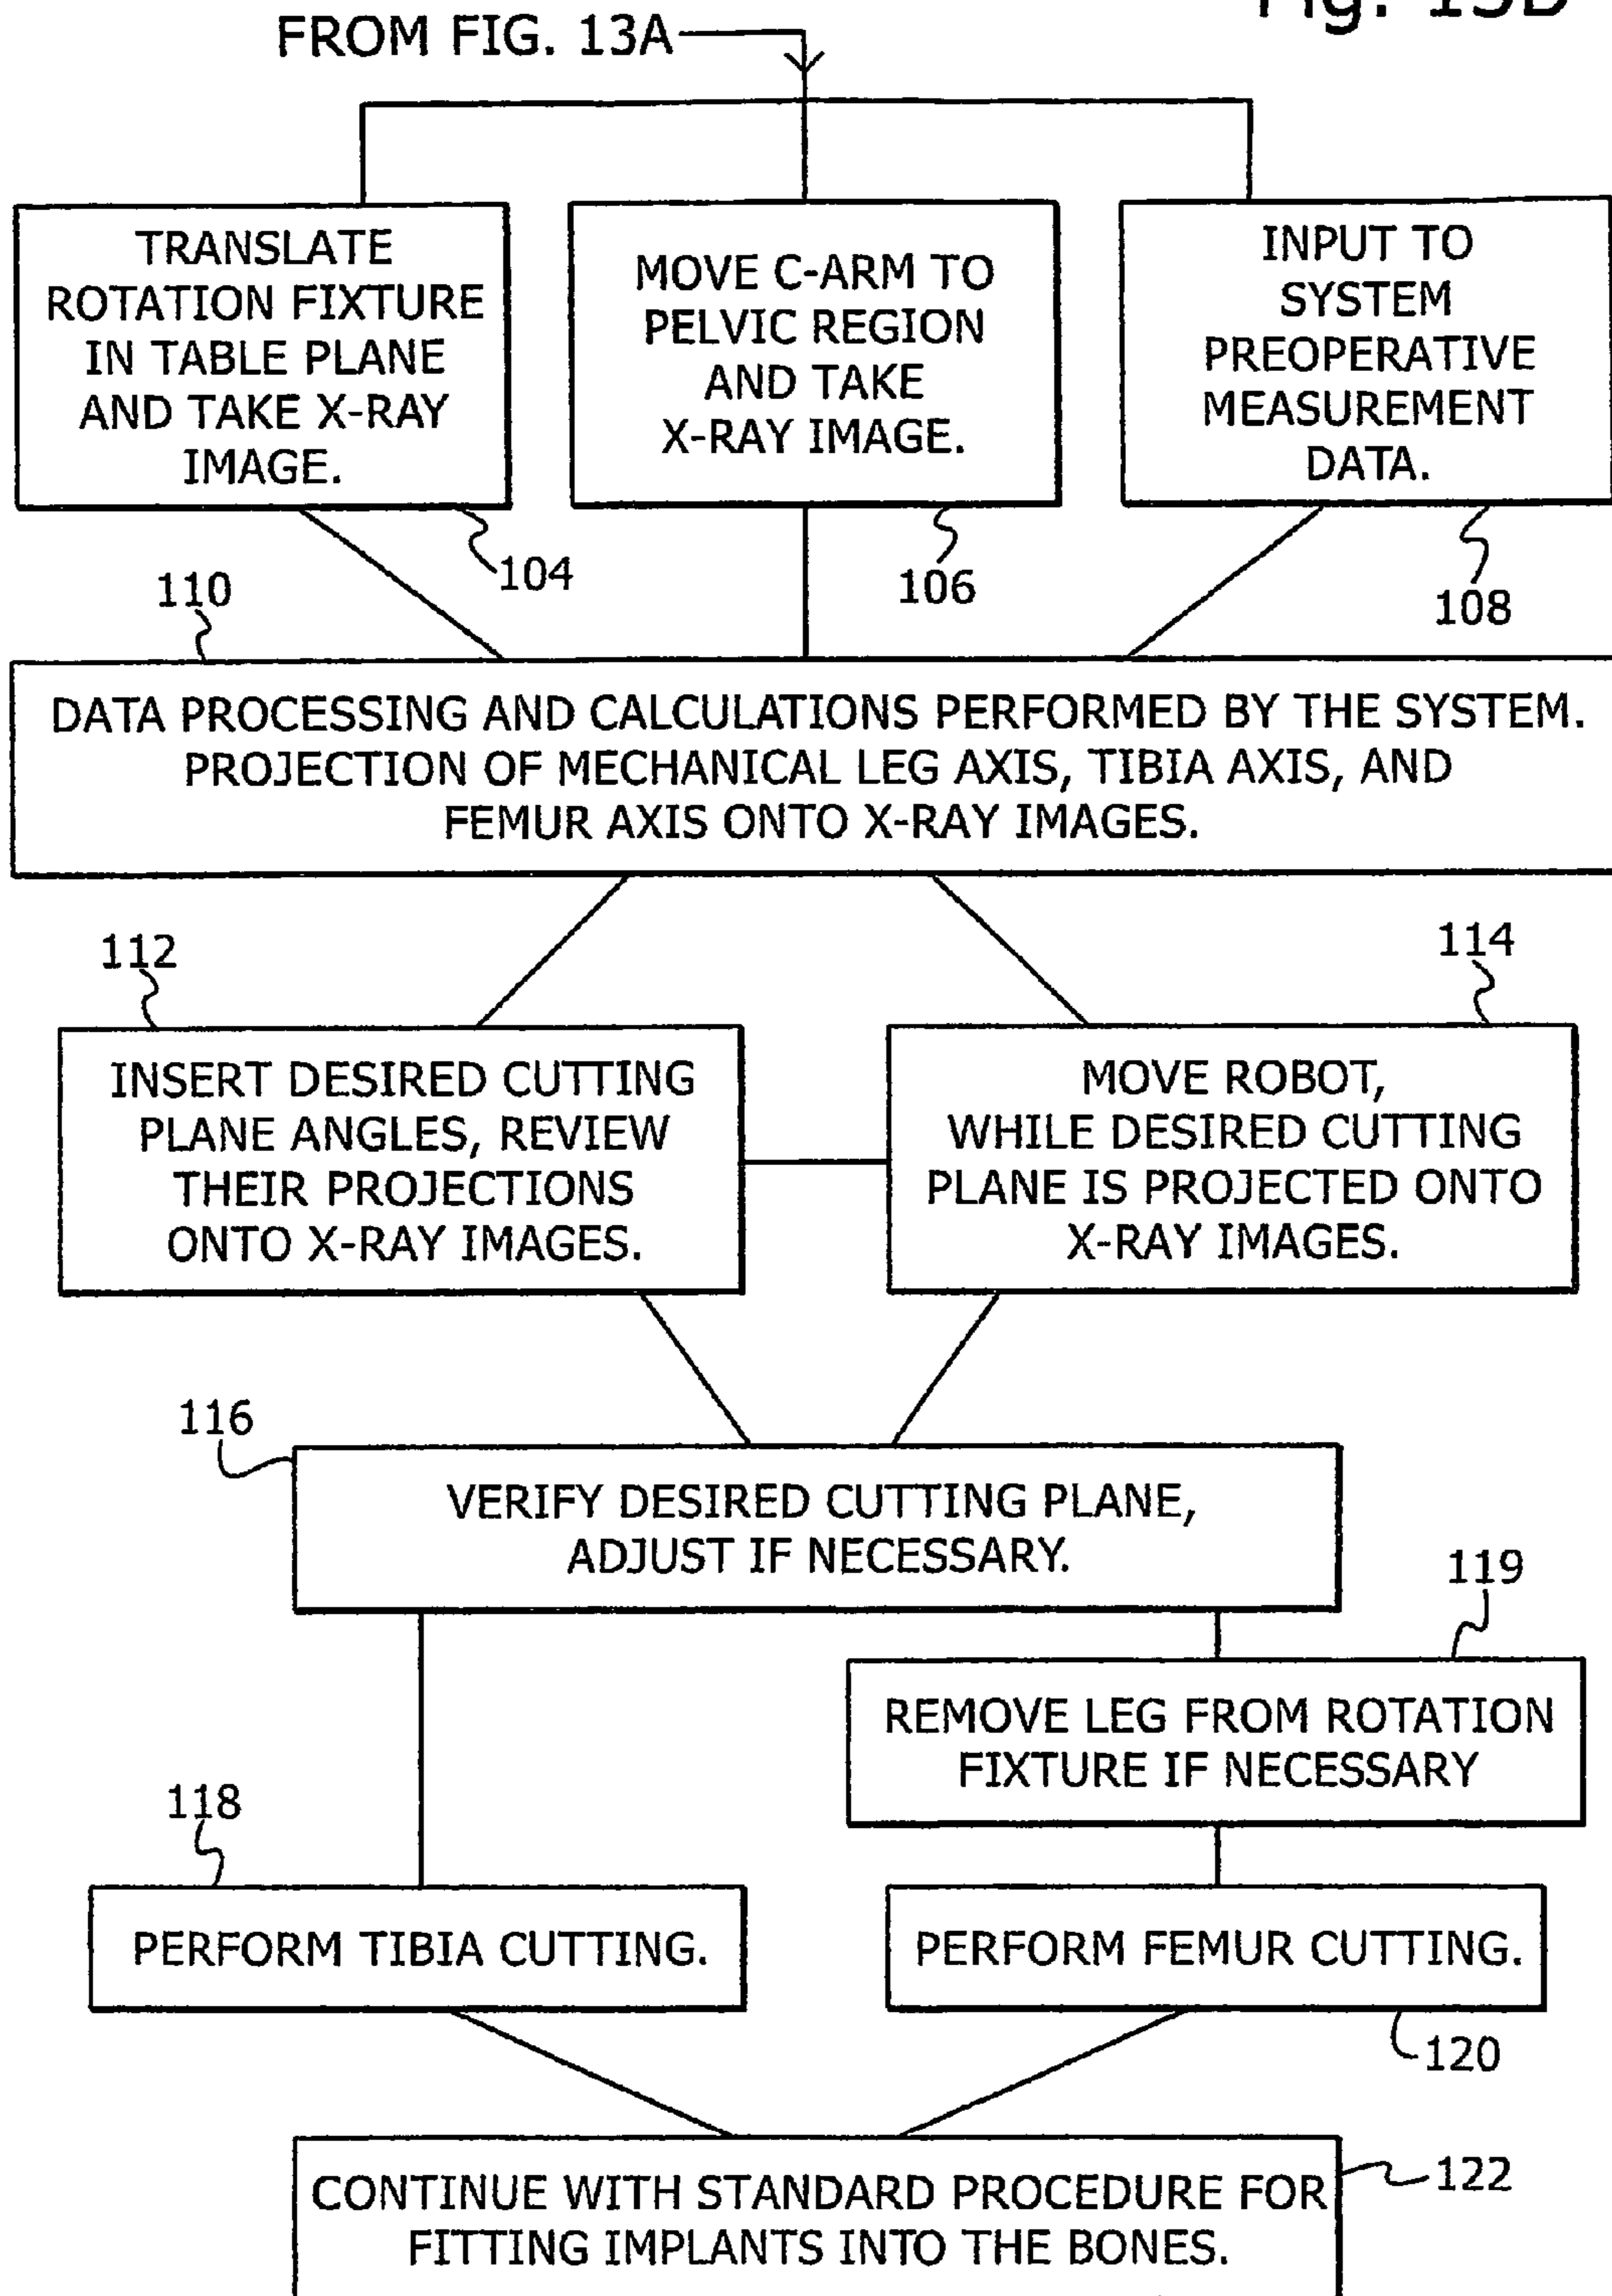 Fig. 13B
FROM FIG. 13A
TRANSLATE
ROTATION FIXTURE
IN TABLE PLANE
AND TAKE X-RAY
IMAGE.
104
MOVE C-ARM TO
PELVIC REGION
AND TAKE
X-RAY IMAGE.
106
INPUT TO
SYSTEM
PREOPERATIVE
MEASUREMENT
DATA.
108
110
DATA PROCESSING AND CALCULATIONS PERFORMED BY THE SYSTEM.
PROJECTION OF MECHANICAL LEG AXIS, TIBIA AXIS, AND
FEMUR AXIS ONTO X-RAY IMAGES.
112
INSERT DESIRED CUTTING
PLANE ANGLES, REVIEW
THEIR PROJECTIONS
ONTO X-RAY IMAGES.
114
MOVE ROBOT,
WHILE DESIRED CUTTING
PLANE IS PROJECTED ONTO
X-RAY IMAGES.
116
VERIFY DESIRED CUTTING PLANE,
ADJUST IF NECESSARY.
119
REMOVE LEG FROM ROTATION
FIXTURE IF NECESSARY
118
PERFORM TIBIA CUTTING.
PERFORM FEMUR CUTTING.
120
CONTINUE WITH STANDARD PROCEDURE FOR
FITTING IMPLANTS INTO THE BONES.
122